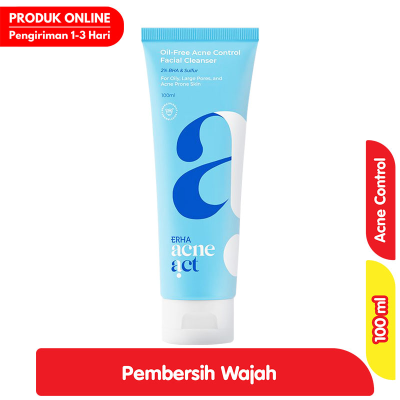 PRODUK ONLINE
Pengiriman 1-3 Hari
Oil-Free Acne Control
Facial Cleanser
2% BHA & Sulfur
For Oily, Large Pores, and
Acne Prone Skin
100ml
a
ERHA
acne
act
Acne Control
100 ml
Pembersih Wajah